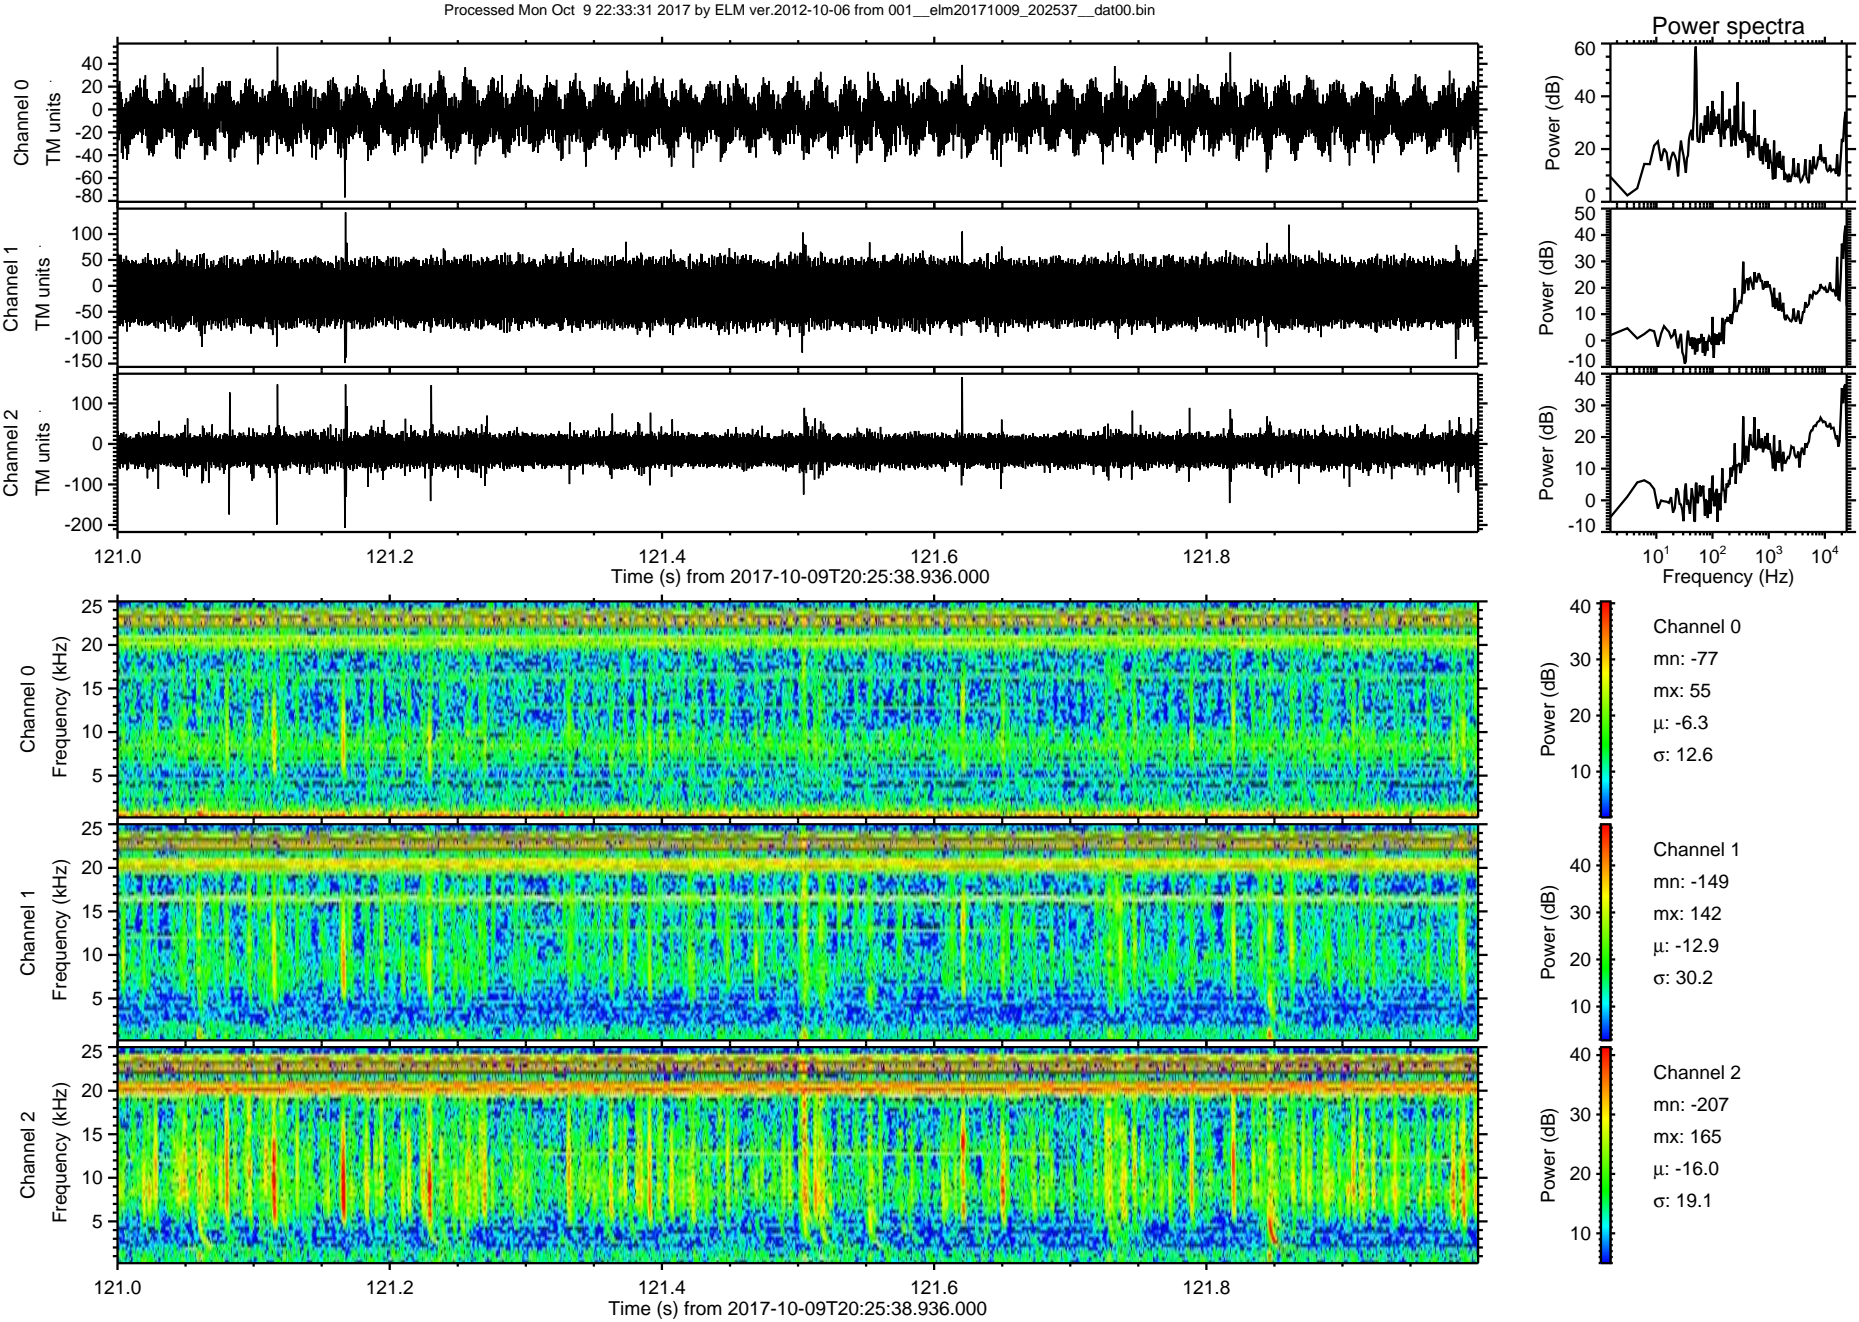 Processed Mon Oct  9 22:33:31 2017 by ELM ver.2012-10-06 from 001__elm20171009_202537__dat00.bin
Power spectra
Channel 0
TM units
40
20
0
-20
-40
-60
-80
Power (dB)
60
40
20
0
Channel 1
TM units
100
50
0
-50
-100
-150
Power (dB)
50
40
30
20
10
0
-10
Channel 2
TM units
100
0
-100
-200
Power (dB)
40
30
20
10
0
-10
121.0 121.2 121.4 121.6 121.8
Time (s) from 2017-10-09T20:25:38.936.000
10^1 10^2 10^3 10^4
Frequency (Hz)
Channel 0
Frequency (kHz)
25
20
15
10
5
Power (dB)
40
30
20
10
Channel 0
mn: -77
mx: 55
μ: -6.3
σ: 12.6
Channel 1
Frequency (kHz)
25
20
15
10
5
Power (dB)
40
30
20
10
Channel 1
mn: -149
mx: 142
μ: -12.9
σ: 30.2
Channel 2
Frequency (kHz)
25
20
15
10
5
Power (dB)
40
30
20
10
Channel 2
mn: -207
mx: 165
μ: -16.0
σ: 19.1
121.0 121.2 121.4 121.6 121.8
Time (s) from 2017-10-09T20:25:38.936.000